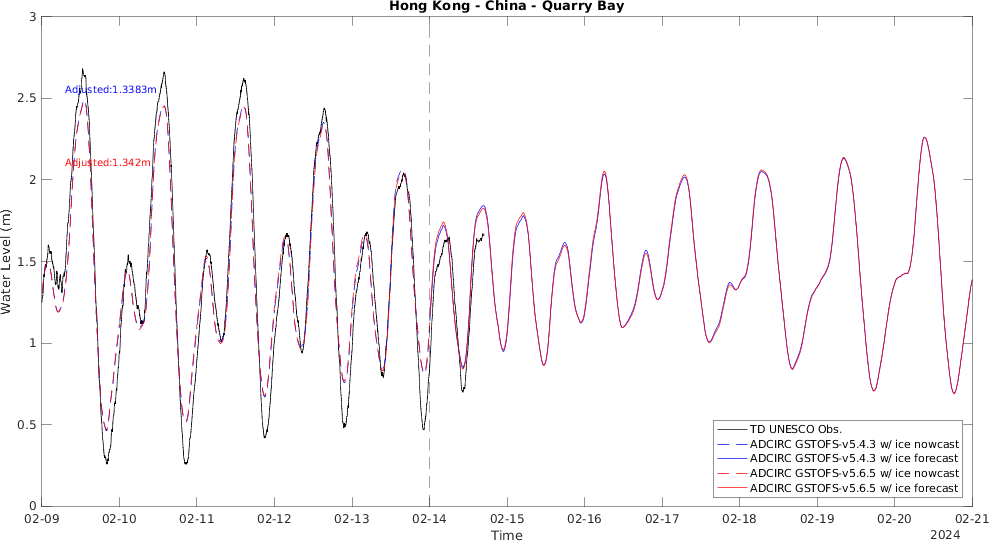 Hong Kong - China - Quarry Bay
3
2.5
2
1.5
1
0.5
0
Water Level (m)
Adjusted:1.3383m
Adjusted:1.342m
TD UNESCO Obs.
ADCIRC GSTOFS-v5.4.3 w/ ice nowcast
ADCIRC GSTOFS-v5.4.3 w/ ice forecast
ADCIRC GSTOFS-v5.6.5 w/ ice nowcast
ADCIRC GSTOFS-v5.6.5 w/ ice forecast
02-09 02-10 02-11 02-12 02-13 02-14 02-15 02-16 02-17 02-18 02-19 02-20 02-21
Time
2024